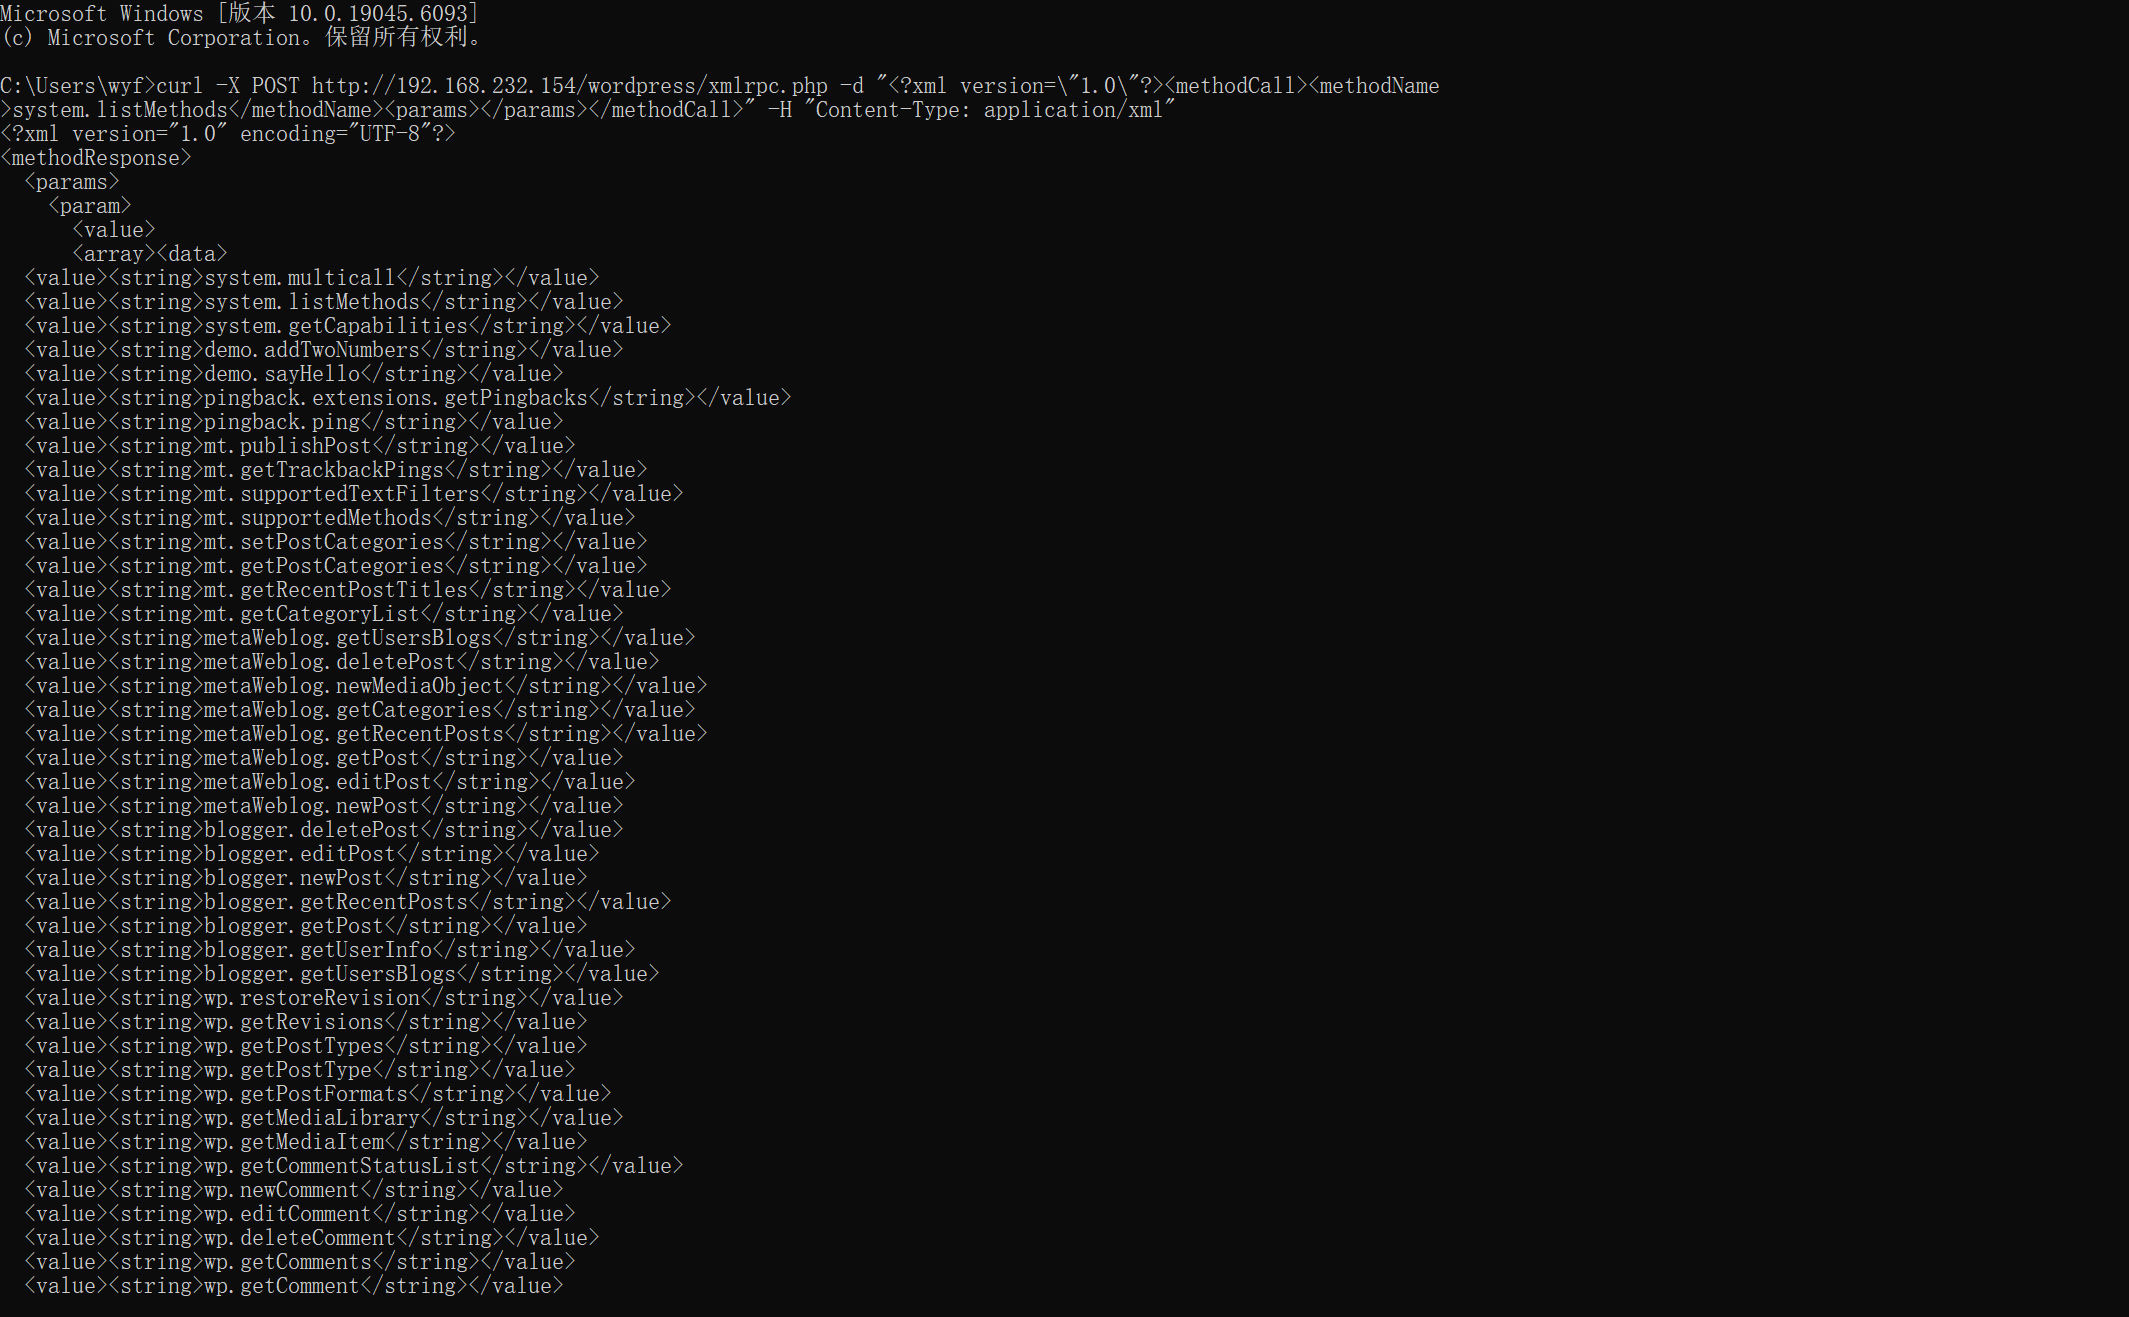 Microsoft Windows [版本 10.0.19045.6093]
(c) Microsoft Corporation。保留所有权利。
C:\Users\wyf>curl -X POST http://192.168.232.154/wordpress/xmlrpc.php -d "<?xml version=\"1.0\"?><methodCall><methodName
>system.listMethods</methodName><params></params></methodCall>" -H "Content-Type: application/xml"
<?xml version="1.0" encoding="UTF-8"?>
<methodResponse>
  <params>
    <param>
      <value>
      <array><data>
  <value><string>system.multicall</string></value>
  <value><string>system.listMethods</string></value>
  <value><string>system.getCapabilities</string></value>
  <value><string>demo.addTwoNumbers</string></value>
  <value><string>demo.sayHello</string></value>
  <value><string>pingback.extensions.getPingbacks</string></value>
  <value><string>pingback.ping</string></value>
  <value><string>mt.publishPost</string></value>
  <value><string>mt.getTrackbackPings</string></value>
  <value><string>mt.supportedTextFilters</string></value>
  <value><string>mt.supportedMethods</string></value>
  <value><string>mt.setPostCategories</string></value>
  <value><string>mt.getPostCategories</string></value>
  <value><string>mt.getRecentPostTitles</string></value>
  <value><string>mt.getCategoryList</string></value>
  <value><string>metaWeblog.getUsersBlogs</string></value>
  <value><string>metaWeblog.deletePost</string></value>
  <value><string>metaWeblog.newMediaObject</string></value>
  <value><string>metaWeblog.getCategories</string></value>
  <value><string>metaWeblog.getRecentPosts</string></value>
  <value><string>metaWeblog.getPost</string></value>
  <value><string>metaWeblog.editPost</string></value>
  <value><string>metaWeblog.newPost</string></value>
  <value><string>blogger.deletePost</string></value>
  <value><string>blogger.editPost</string></value>
  <value><string>blogger.newPost</string></value>
  <value><string>blogger.getRecentPosts</string></value>
  <value><string>blogger.getPost</string></value>
  <value><string>blogger.getUserInfo</string></value>
  <value><string>blogger.getUsersBlogs</string></value>
  <value><string>wp.restoreRevision</string></value>
  <value><string>wp.getRevisions</string></value>
  <value><string>wp.getPostTypes</string></value>
  <value><string>wp.getPostType</string></value>
  <value><string>wp.getPostFormats</string></value>
  <value><string>wp.getMediaLibrary</string></value>
  <value><string>wp.getMediaItem</string></value>
  <value><string>wp.getCommentStatusList</string></value>
  <value><string>wp.newComment</string></value>
  <value><string>wp.editComment</string></value>
  <value><string>wp.deleteComment</string></value>
  <value><string>wp.getComments</string></value>
  <value><string>wp.getComment</string></value>